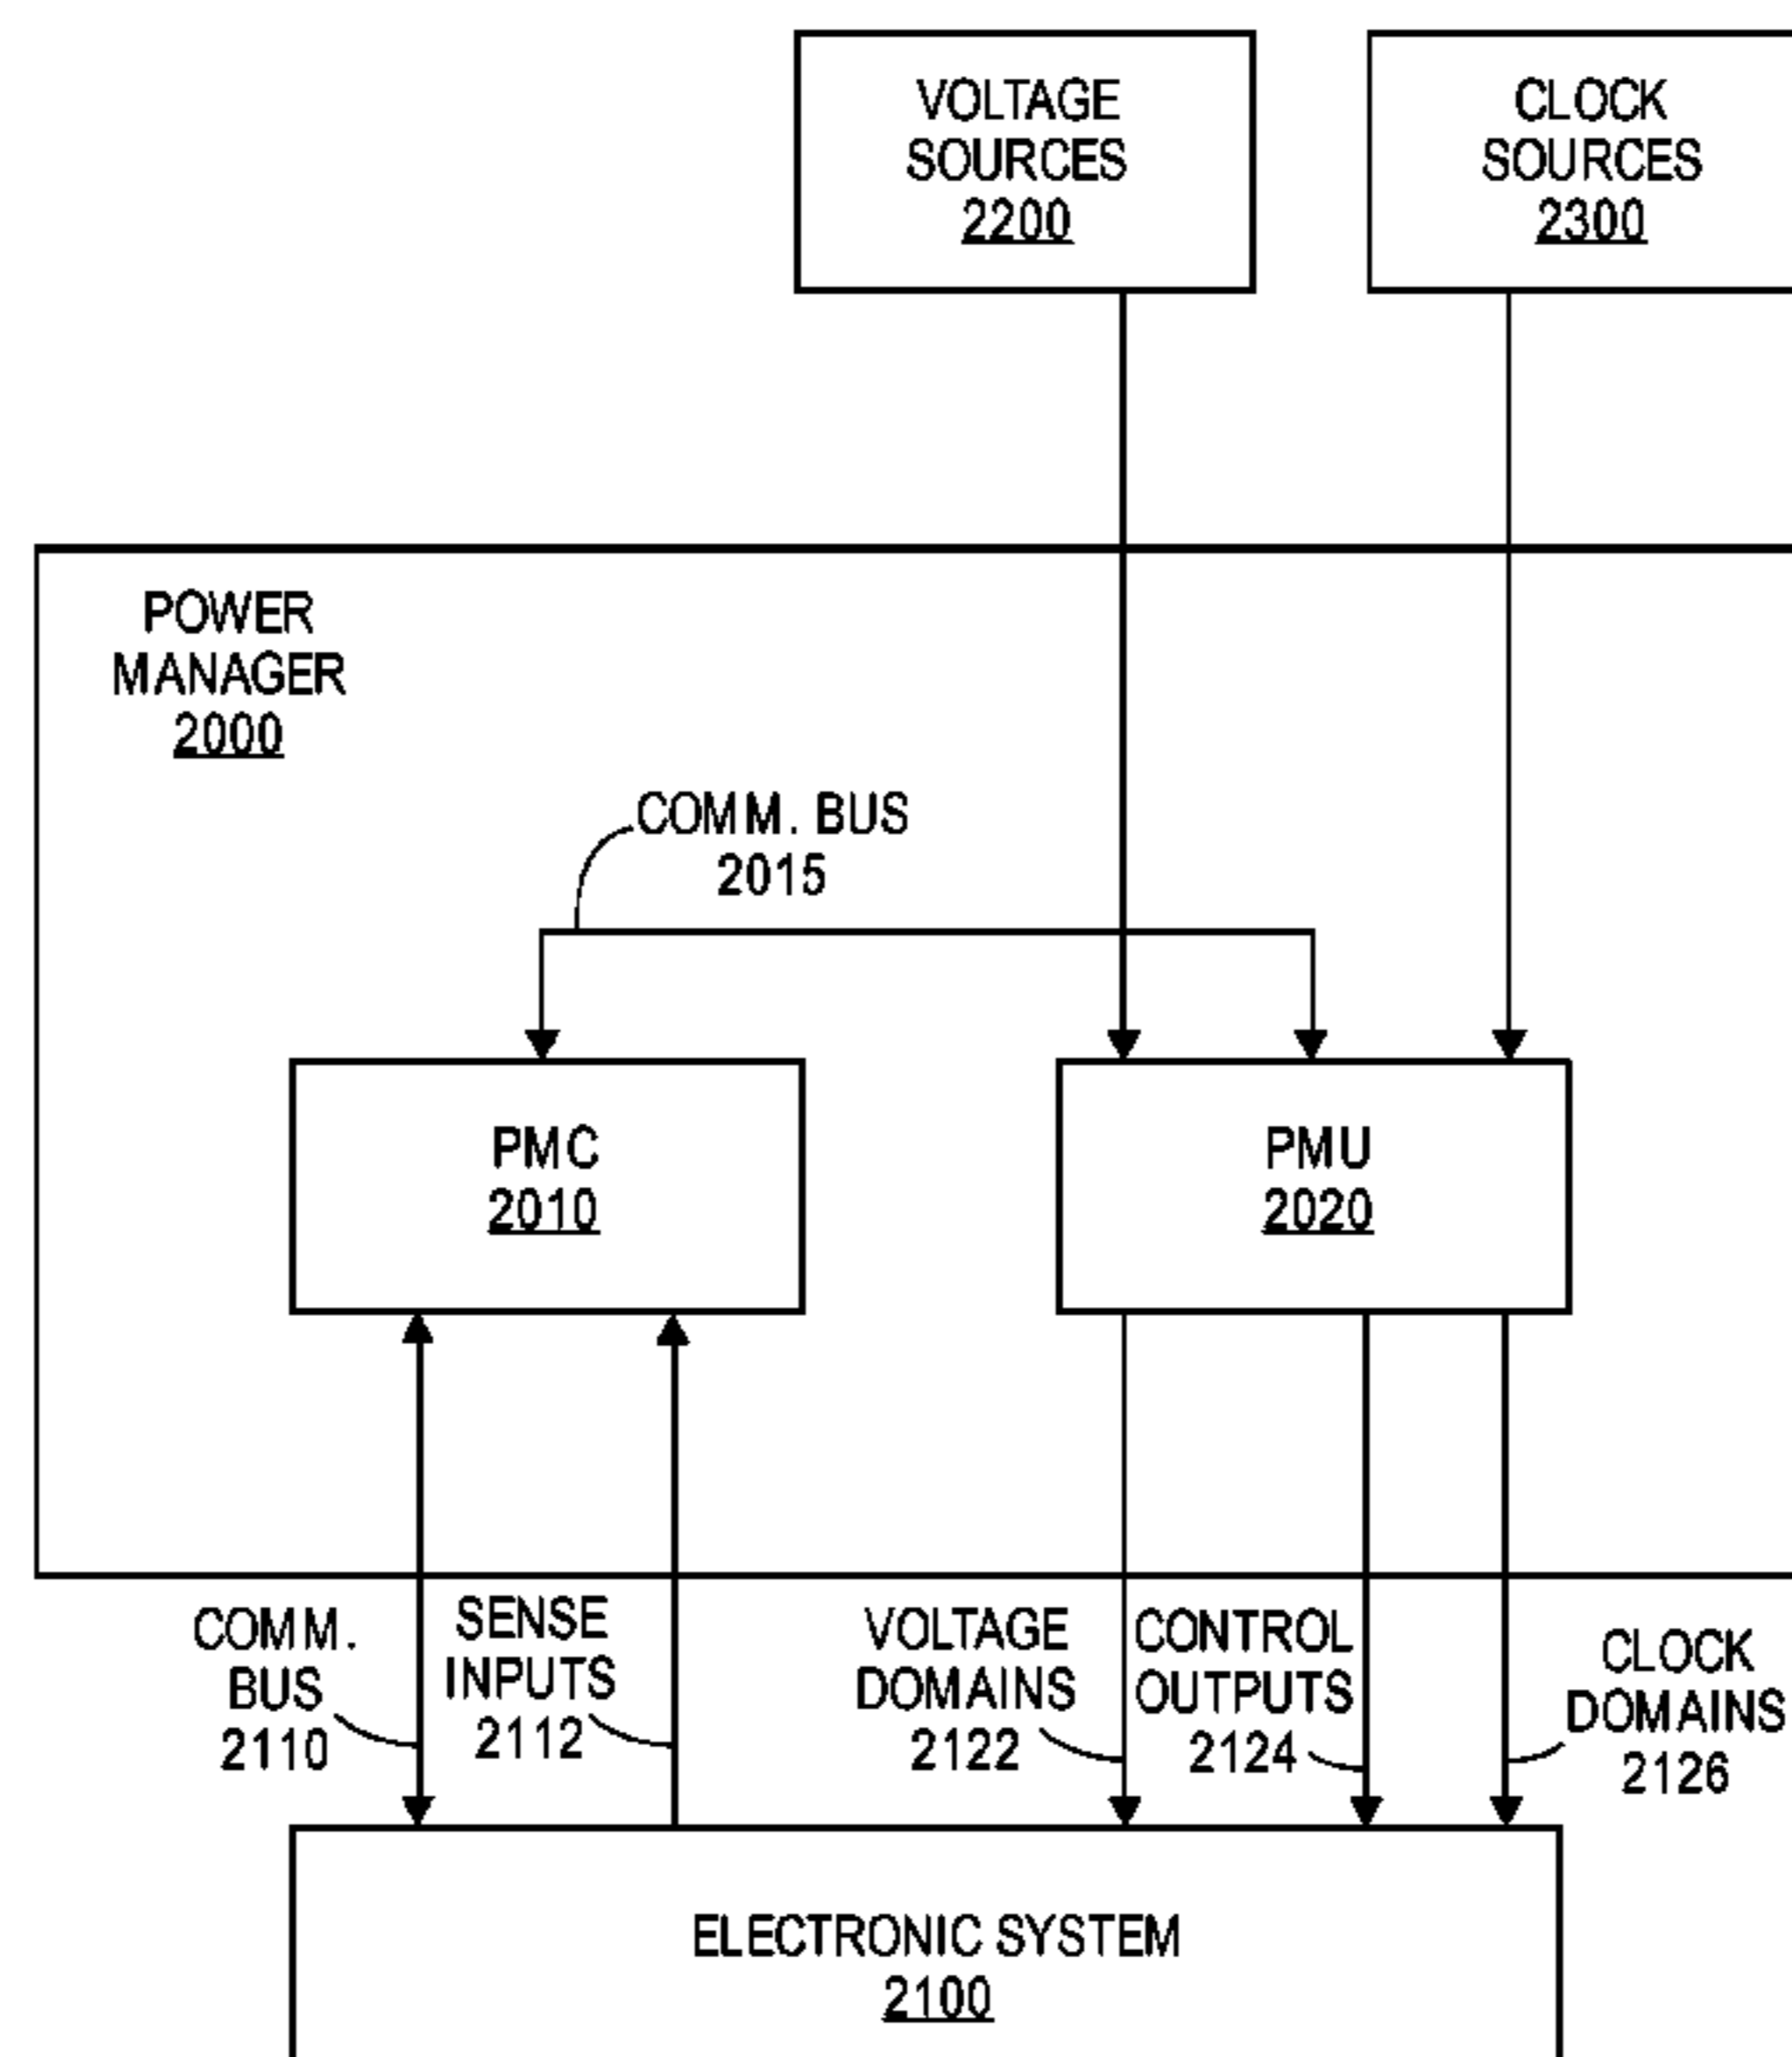 VOLTAGE
SOURCES
2200
CLOCK
SOURCES
2300
POWER
MANAGER
2000
COMM. BUS
2015
PMC
2010
PMU
2020
COMM.
BUS
2110
SENSE
INPUTS
2112
VOLTAGE
DOMAINS
2122
CONTROL
OUTPUTS
2124
CLOCK
DOMAINS
2126
ELECTRONIC SYSTEM
2100